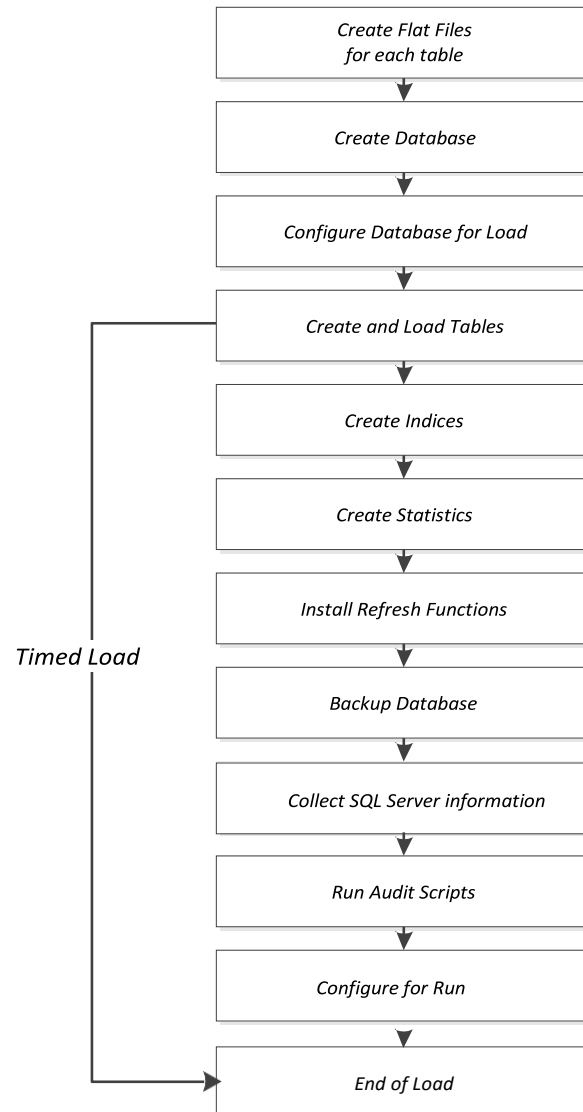 Create Flat Files
for each table
Create Database
Configure Database for Load
Create and Load Tables
Create Indices
Create Statistics
Install Refresh Functions
Timed Load
Backup Database
Collect SQL Server information
Run Audit Scripts
Configure for Run
End of Load